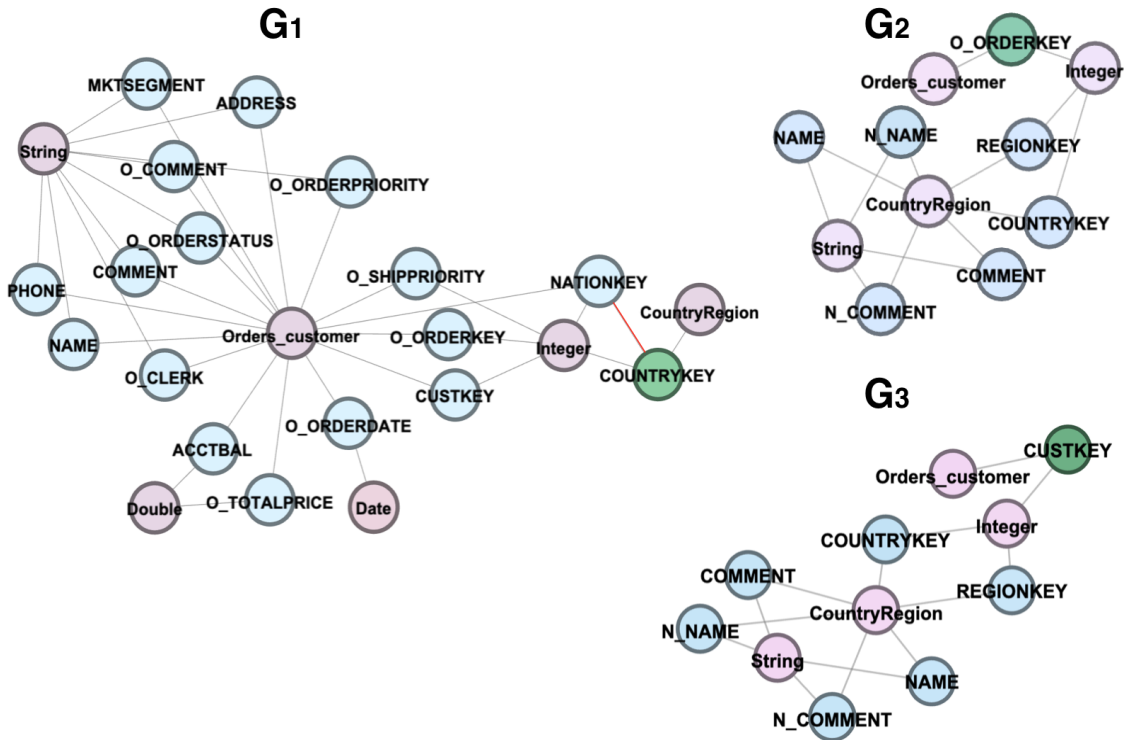 G1
MKTSEGMENT
ADDRESS
String
O_COMMENT
O_ORDERPRIORITY
O_ORDERSTATUS
COMMENT
O_SHIPPRIORITY
NATIONKEY
PHONE
CountryRegion
Orders_customer
O_ORDERKEY
NAME
Integer
O_CLERK
COUNTRYKEY
CUSTKEY
O_ORDERDATE
ACCTBAL
O_TOTALPRICE
Double
Date
G2
O_ORDERKEY
Integer
Orders_customer
NAME
N_NAME
REGIONKEY
CountryRegion
COUNTRYKEY
String
COMMENT
N_COMMENT
G3
CUSTKEY
Orders_customer
Integer
COUNTRYKEY
COMMENT
REGIONKEY
CountryRegion
N_NAME
String
NAME
N_COMMENT